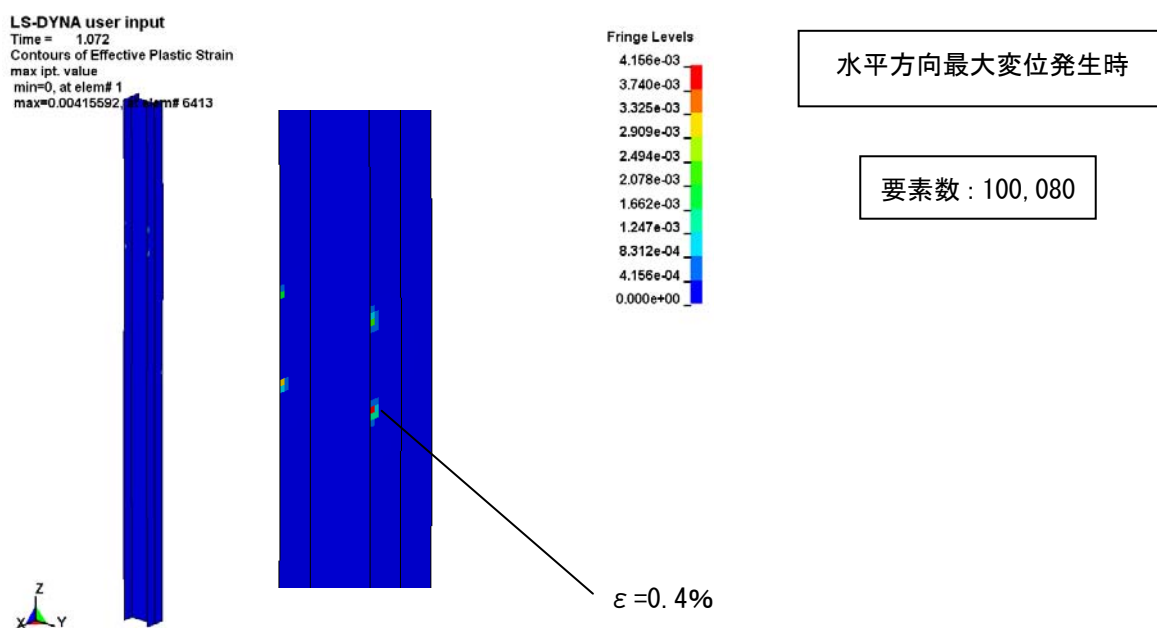 LS-DYNA user input
Time = 1.072
Contours of Effective Plastic Strain
max ipt. value
min=0, at elem# 1
max=0.00415592, at elem# 6413
Fringe Levels
4.156e-03
3.740e-03
3.325e-03
2.909e-03
2.494e-03
2.078e-03
1.662e-03
1.247e-03
8.312e-04
4.156e-04
0.000e+00
水平方向最大変位発生時
要素数:100,080
ε=0.4%
Z
X
Y